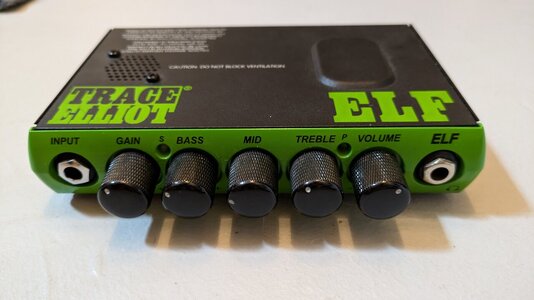 CAUTION: DO NOT BLOCK VENTILATION
TRACE ELF
ELLIOT®
INPUT GAIN S BASS MID TREBLE P VOLUME ELF